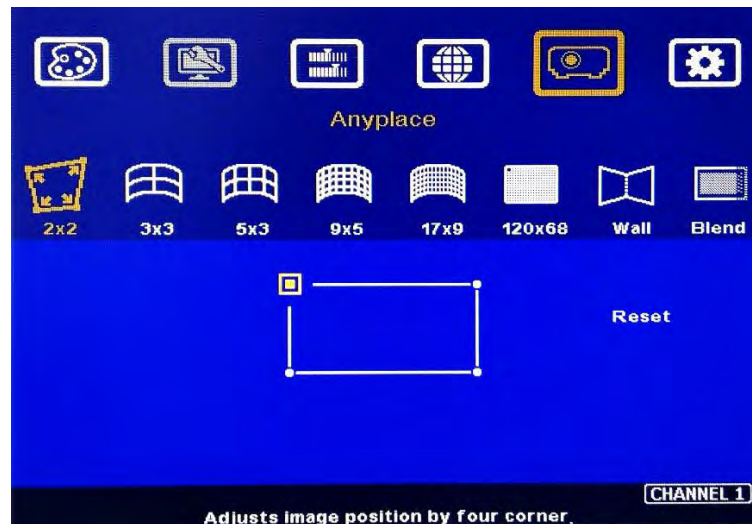 Anyplace
2x2 3x3 5x3 9x5 17x9 120x68 Wall Blend
Reset
CHANNEL 1
Adjusts image position by four corner